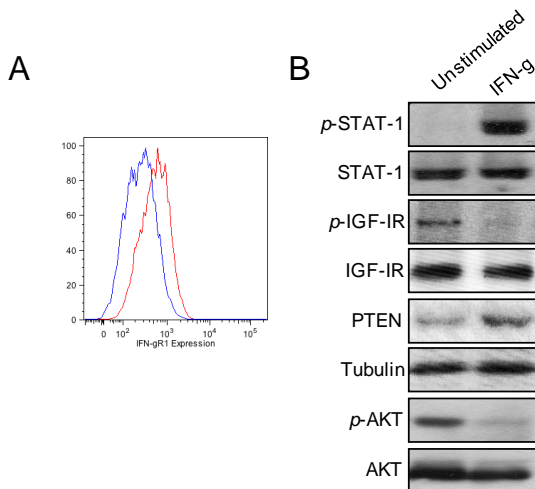 A
100
80
60
40
20
0
0 10² 10³ 10⁴ 10⁵
IFN-gR1 Expression
B
Unstimulated
IFN-g
p-STAT-1
STAT-1
p-IGF-IR
IGF-IR
PTEN
Tubulin
p-AKT
AKT